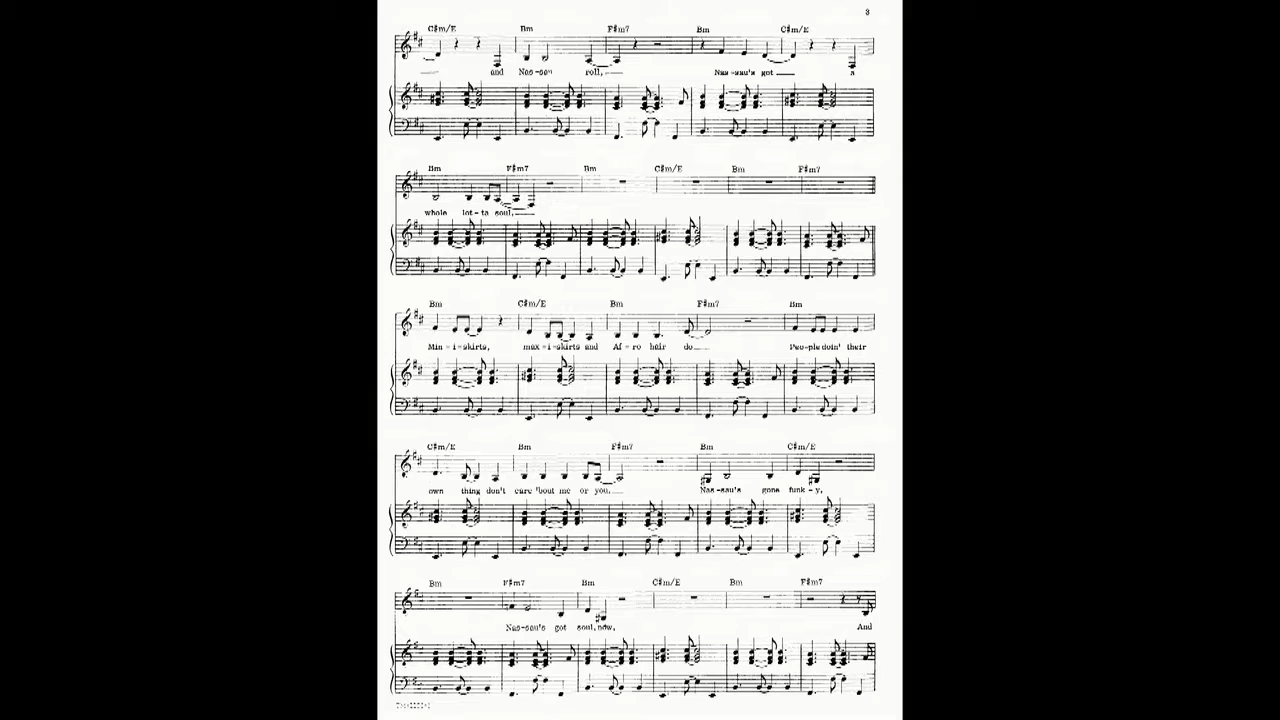 3
C♯m/E Bm F♯m7 Bm C♯m/E
and Nas-sau roll, Nas-sau's got a
Bm F♯m7 Bm C♯m/E Bm F♯m7
whole lot-ta soul,
Bm C♯m/E Bm F♯m7 Bm
Min-i-skirts, max-i-skirts and Af-ro hair do Peo-ple doin' their
C♯m/E Bm F♯m7 Bm C♯m/E
own thing don't care 'bout me or you, Nas-sau's gone funk-y,
Bm F♯m7 Bm C♯m/E Bm F♯m7
Nas-sau's got soul, now, And